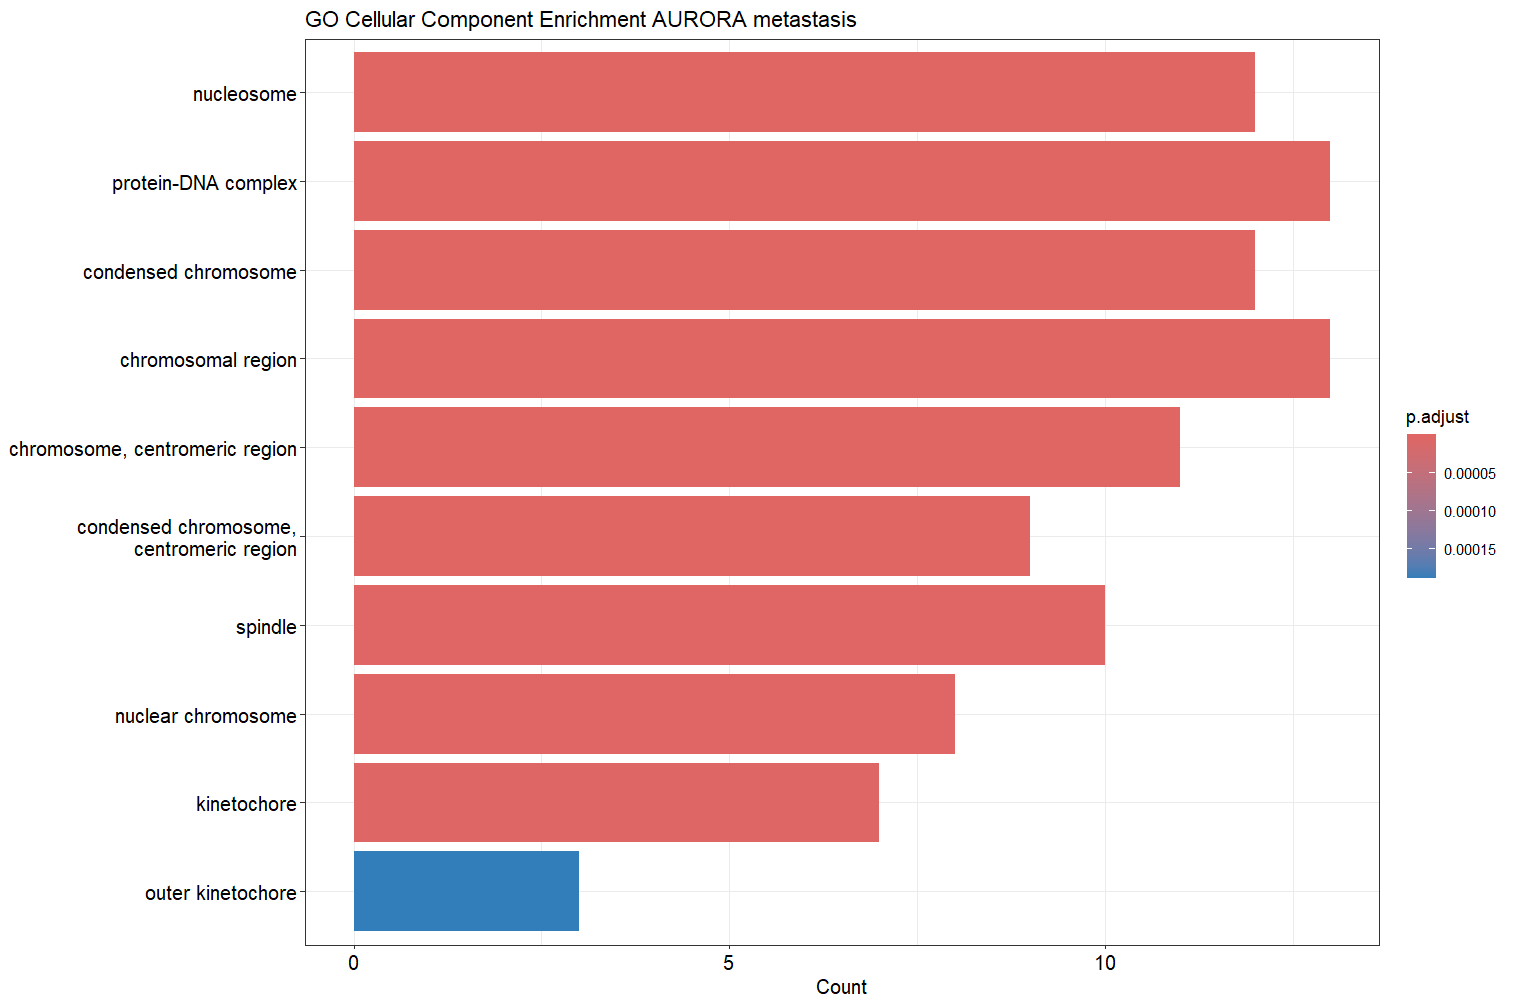 GO Cellular Component Enrichment AURORA metastasis
nucleosome
protein-DNA complex
condensed chromosome
chromosomal region
chromosome, centromeric region
condensed chromosome,
centromeric region
spindle
nuclear chromosome
kinetochore
outer kinetochore
0
5
10
Count
p.adjust
0.00005
0.00010
0.00015